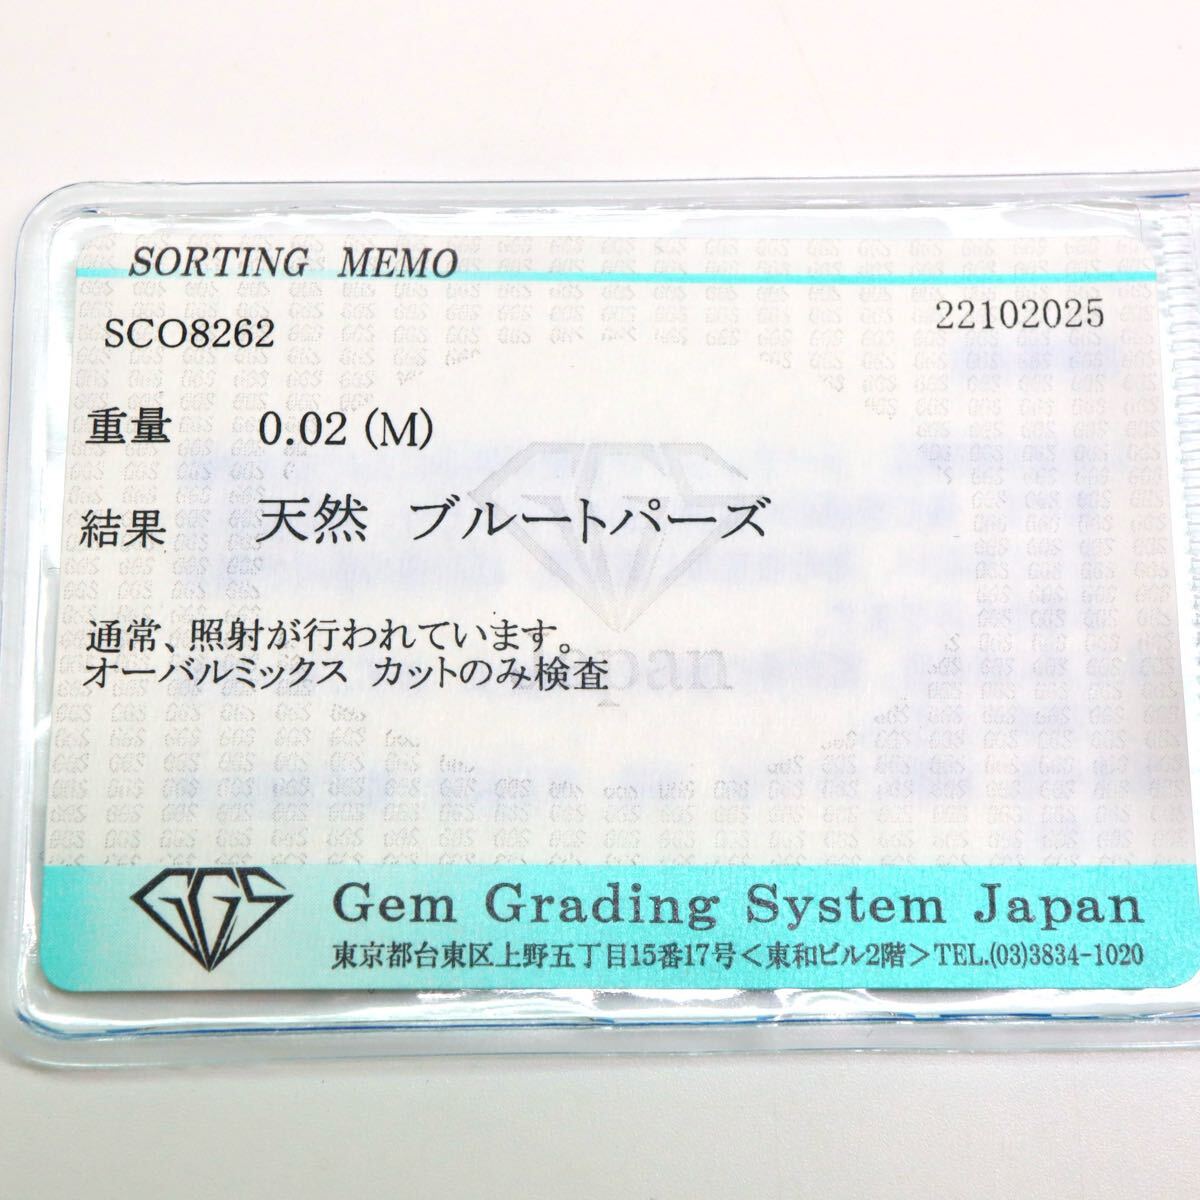 SORTING MEMO
SCO8262
22102025
重量 0.02 (M)
結果 天然 ブルートパーズ
通常、照射が行われています。
オーバルミックス カットのみ検査
GGS
Gem Grading System Japan
東京都台東区上野五丁目15番17号＜東和ビル2階＞TEL.(03)3834-1020